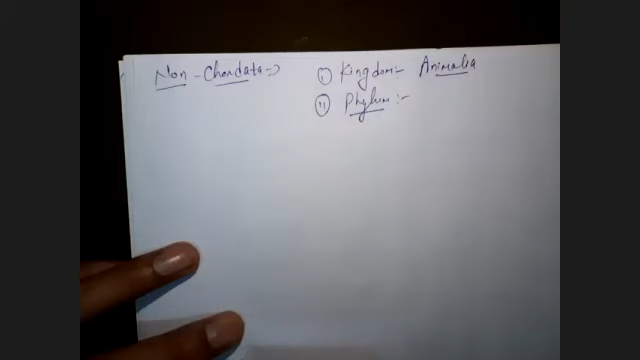 Non - Chordata => (i) Kingdom:- Animalia
(ii) Phylum :-